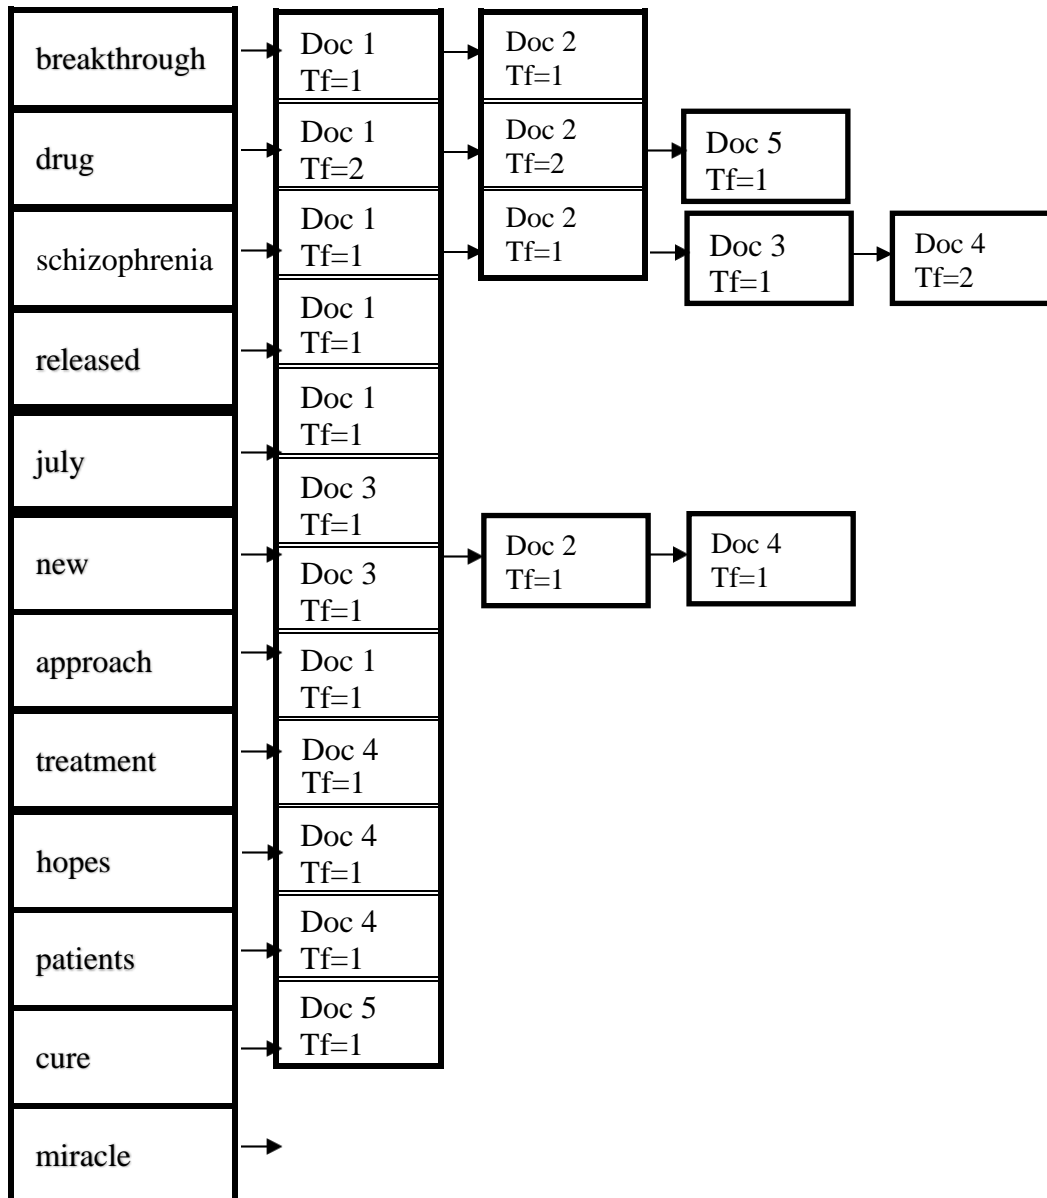 breakthrough
Doc 1
Tf=1
Doc 2
Tf=1
drug
Doc 1
Tf=2
Doc 2
Tf=2
Doc 5
Tf=1
schizophrenia
Doc 1
Tf=1
Doc 2
Tf=1
Doc 3
Tf=1
Doc 4
Tf=2
released
Doc 1
Tf=1
july
Doc 1
Tf=1
new
Doc 3
Tf=1
Doc 2
Tf=1
Doc 4
Tf=1
Doc 3
Tf=1
approach
Doc 1
Tf=1
treatment
Doc 4
Tf=1
hopes
Doc 4
Tf=1
patients
Doc 4
Tf=1
cure
Doc 5
Tf=1
miracle